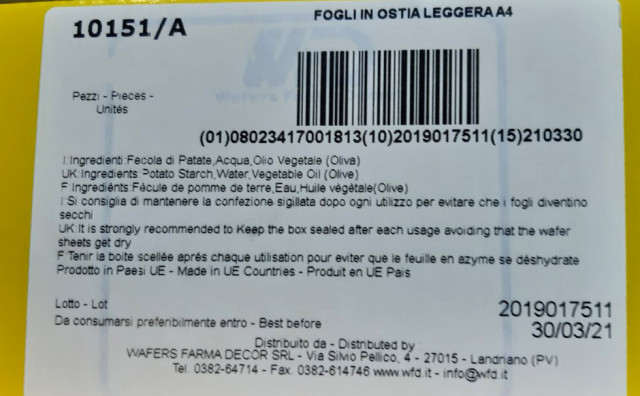 10151/A
FOGLI IN OSTIA LEGGERA A4
Pezzi - Pieces -
Unités
(01)08023417001813(10)2019017511(15)210330
I:Ingredienti:Fecola di Patate,Acqua,Olio Vegetale (Oliva)
UK:Ingredients:Potato Starch,Water,Vegetable Oil (Olive)
F:Ingrédients:Fécule de pomme de terre,Eau,Huile végétale(Olive)
I:Si consiglia di mantenere la confezione sigillata dopo ogni utilizzo per evitare che i fogli diventino
secchi
UK:It is strongly recommended to Keep the box sealed after each usage avoiding that the wafer
sheets get dry
F:Tenir la boite scellée aprés chaque utilisation pour eviter que le feuille en azyme se déshydrate
Prodotto in Paesi UE - Made in UE Countries - Produit en UE Pais
Lotto - Lot
2019017511
Da consumarsi preferibilmente entro - Best before
30/03/21
Distribuito da - Distributed by
WAFERS FARMA DECOR SRL - Via Silvio Pellico, 4 - 27015 - Landriano (PV)
Tel. 0382-64714 - Fax. 0382-614746 www.wfd.it - info@wfd.it